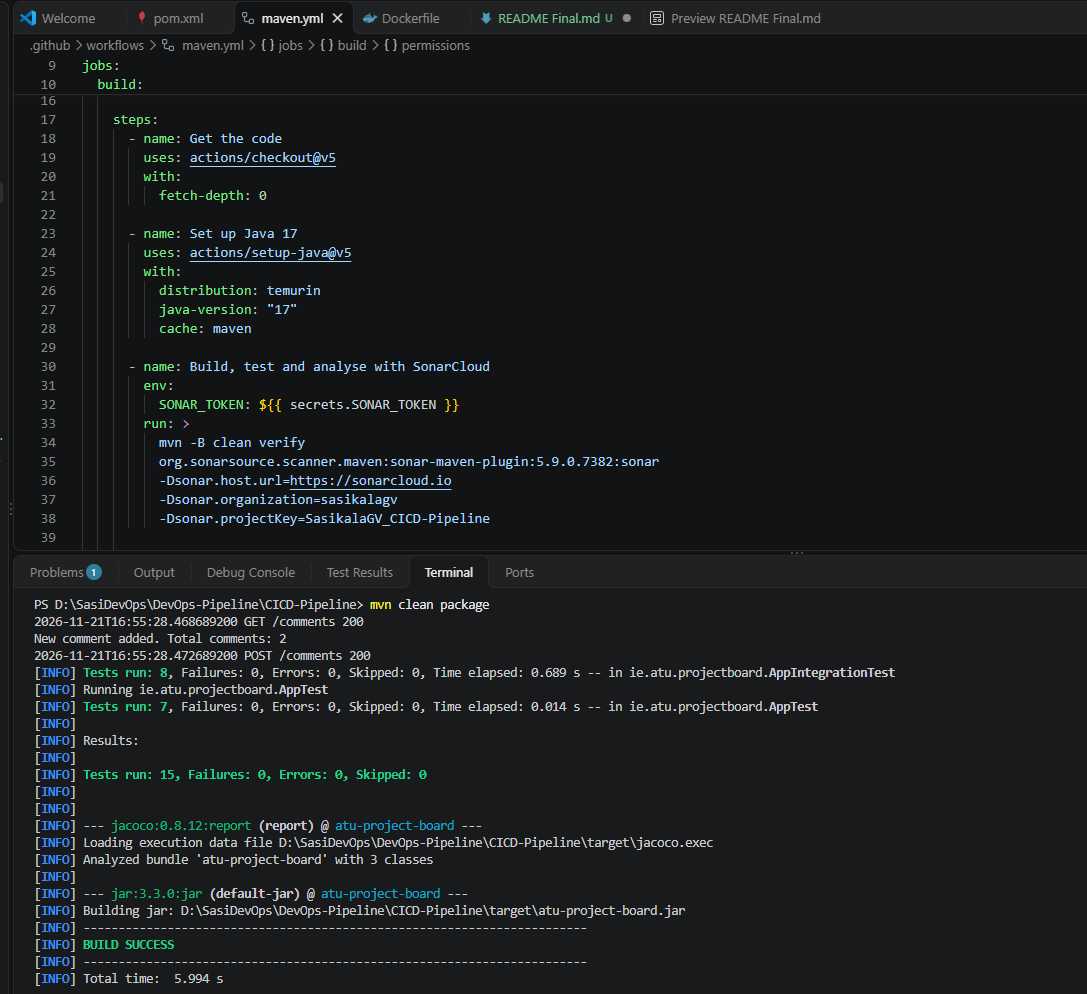 Welcome pom.xml maven.yml Dockerfile README Final.md U Preview README Final.md
.github > workflows > maven.yml > {} jobs > {} build > {} permissions
9 jobs:
10 build:
16
17 steps:
18 - name: Get the code
19 uses: actions/checkout@v5
20 with:
21 fetch-depth: 0
22
23 - name: Set up Java 17
24 uses: actions/setup-java@v5
25 with:
26 distribution: temurin
27 java-version: "17"
28 cache: maven
29
30 - name: Build, test and analyse with SonarCloud
31 env:
32 SONAR_TOKEN: ${{ secrets.SONAR_TOKEN }}
33 run: >
34 mvn -B clean verify
35 org.sonarsource.scanner.maven:sonar-maven-plugin:5.9.0.7382:sonar
36 -Dsonar.host.url=https://sonarcloud.io
37 -Dsonar.organization=sasikalagv
38 -Dsonar.projectKey=SasikalaGV_CICD-Pipeline
39
Problems 1 Output Debug Console Test Results Terminal Ports
PS D:\SasiDevOps\DevOps-Pipeline\CICD-Pipeline> mvn clean package
2026-11-21T16:55:28.468689200 GET /comments 200
New comment added. Total comments: 2
2026-11-21T16:55:28.472689200 POST /comments 200
[INFO] Tests run: 8, Failures: 0, Errors: 0, Skipped: 0, Time elapsed: 0.689 s -- in ie.atu.projectboard.AppIntegrationTest
[INFO] Running ie.atu.projectboard.AppTest
[INFO] Tests run: 7, Failures: 0, Errors: 0, Skipped: 0, Time elapsed: 0.014 s -- in ie.atu.projectboard.AppTest
[INFO]
[INFO] Results:
[INFO]
[INFO] Tests run: 15, Failures: 0, Errors: 0, Skipped: 0
[INFO]
[INFO]
[INFO] --- jacoco:0.8.12:report (report) @ atu-project-board ---
[INFO] Loading execution data file D:\SasiDevOps\DevOps-Pipeline\CICD-Pipeline\target\jacoco.exec
[INFO] Analyzed bundle 'atu-project-board' with 3 classes
[INFO]
[INFO] --- jar:3.3.0:jar (default-jar) @ atu-project-board ---
[INFO] Building jar: D:\SasiDevOps\DevOps-Pipeline\CICD-Pipeline\target\atu-project-board.jar
[INFO] ------------------------------------------------------------------------
[INFO] BUILD SUCCESS
[INFO] ------------------------------------------------------------------------
[INFO] Total time:  5.994 s